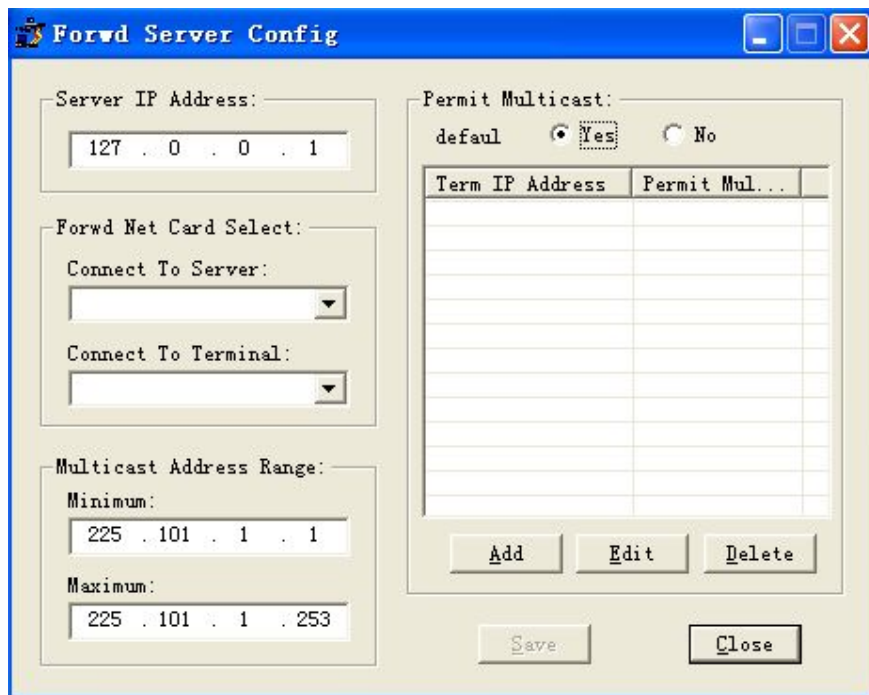 Forwd Server Config
Server IP Address:
127 . 0 . 0 . 1
Forwd Net Card Select:
Connect To Server:
Connect To Terminal:
Multicast Address Range:
Minimum:
225 . 101 . 1 . 1
Maximum:
225 . 101 . 1 . 253
Permit Multicast:
defaul Yes No
Term IP Address Permit Mul...
Add Edit Delete
Save Close